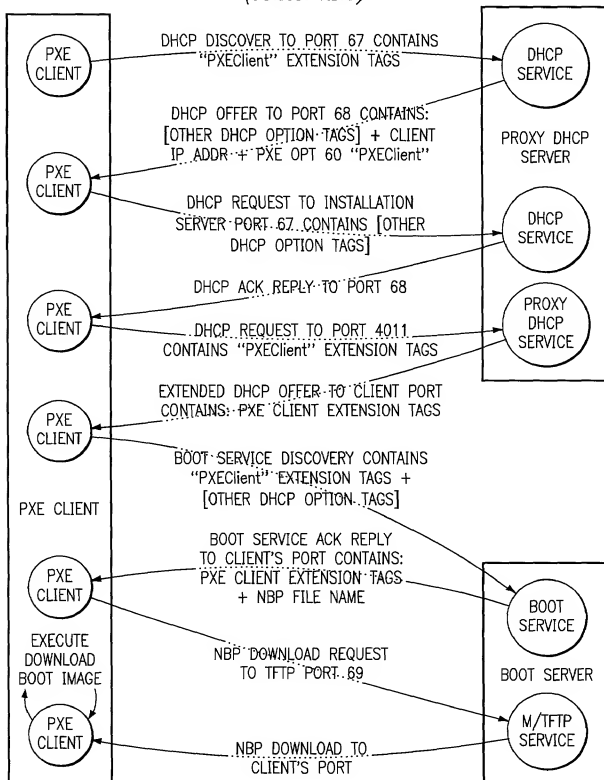 PXE
CLIENT
DHCP DISCOVER TO PORT 67 CONTAINS
"PXEClient" EXTENSION TAGS
DHCP
SERVICE
DHCP OFFER TO PORT 68 CONTAINS:
[OTHER DHCP OPTION TAGS] + CLIENT
IP ADDR + PXE OPT 60 "PXEClient"
PROXY DHCP
SERVER
PXE
CLIENT
DHCP REQUEST TO INSTALLATION
SERVER PORT 67 CONTAINS [OTHER
DHCP OPTION TAGS]
DHCP
SERVICE
DHCP ACK REPLY TO PORT 68
PXE
CLIENT
DHCP REQUEST TO PORT 4011
CONTAINS "PXEClient" EXTENSION TAGS
PROXY
DHCP
SERVICE
EXTENDED DHCP OFFER TO CLIENT PORT
CONTAINS: PXE CLIENT EXTENSION TAGS
PXE
CLIENT
BOOT SERVICE DISCOVERY CONTAINS
"PXEClient" EXTENSION TAGS +
[OTHER DHCP OPTION TAGS]
PXE CLIENT
BOOT SERVICE ACK REPLY
TO CLIENT'S PORT CONTAINS:
PXE CLIENT EXTENSION TAGS
+ NBP FILE NAME
PXE
CLIENT
BOOT
SERVICE
EXECUTE
DOWNLOAD
BOOT IMAGE
NBP DOWNLOAD REQUEST
TO TFTP PORT 69
BOOT SERVER
PXE
CLIENT
M/TFTP
SERVICE
NBP DOWNLOAD TO
CLIENT'S PORT